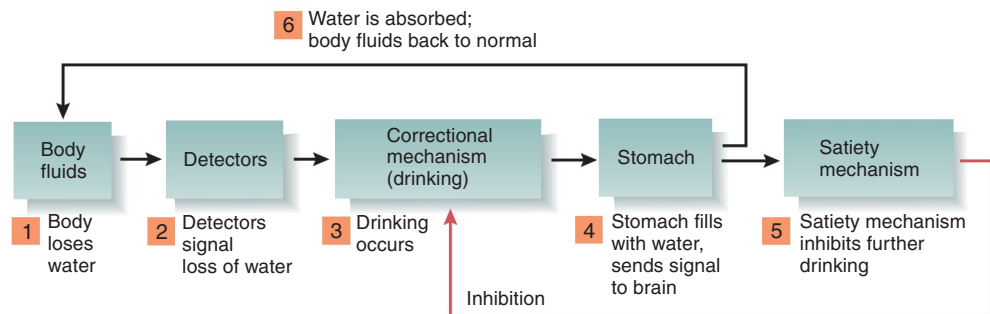 6 Water is absorbed;
body fluids back to normal
Body
fluids
Detectors
Correctional
mechanism
(drinking)
Stomach
Satiety
mechanism
1 Body
loses
water
2 Detectors
signal
loss of water
3 Drinking
occurs
4 Stomach fills
with water,
sends signal
to brain
5 Satiety mechanism
inhibits further
drinking
Inhibition